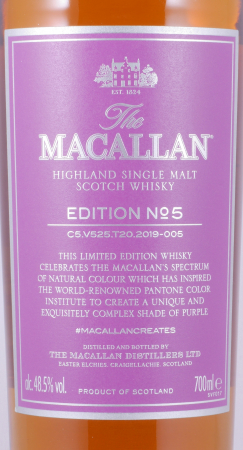 EST. 1824
The
MACALLAN
HIGHLAND SINGLE MALT
SCOTCH WHISKY
EDITION Nº5
C5.V525.T20.2019-005
THIS LIMITED EDITION WHISKY
CELEBRATES THE MACALLAN'S SPECTRUM
OF NATURAL COLOUR WHICH HAS INSPIRED
THE WORLD-RENOWNED PANTONE COLOR
INSTITUTE TO CREATE A UNIQUE AND
EXQUISITELY COMPLEX SHADE OF PURPLE
#MACALLANCREATES
DISTILLED AND BOTTLED BY
THE MACALLAN DISTILLERS LTD
EASTER ELCHIES, CRAIGELLACHIE, SCOTLAND
alc. 48.5% vol.
PRODUCT OF SCOTLAND
700ml e